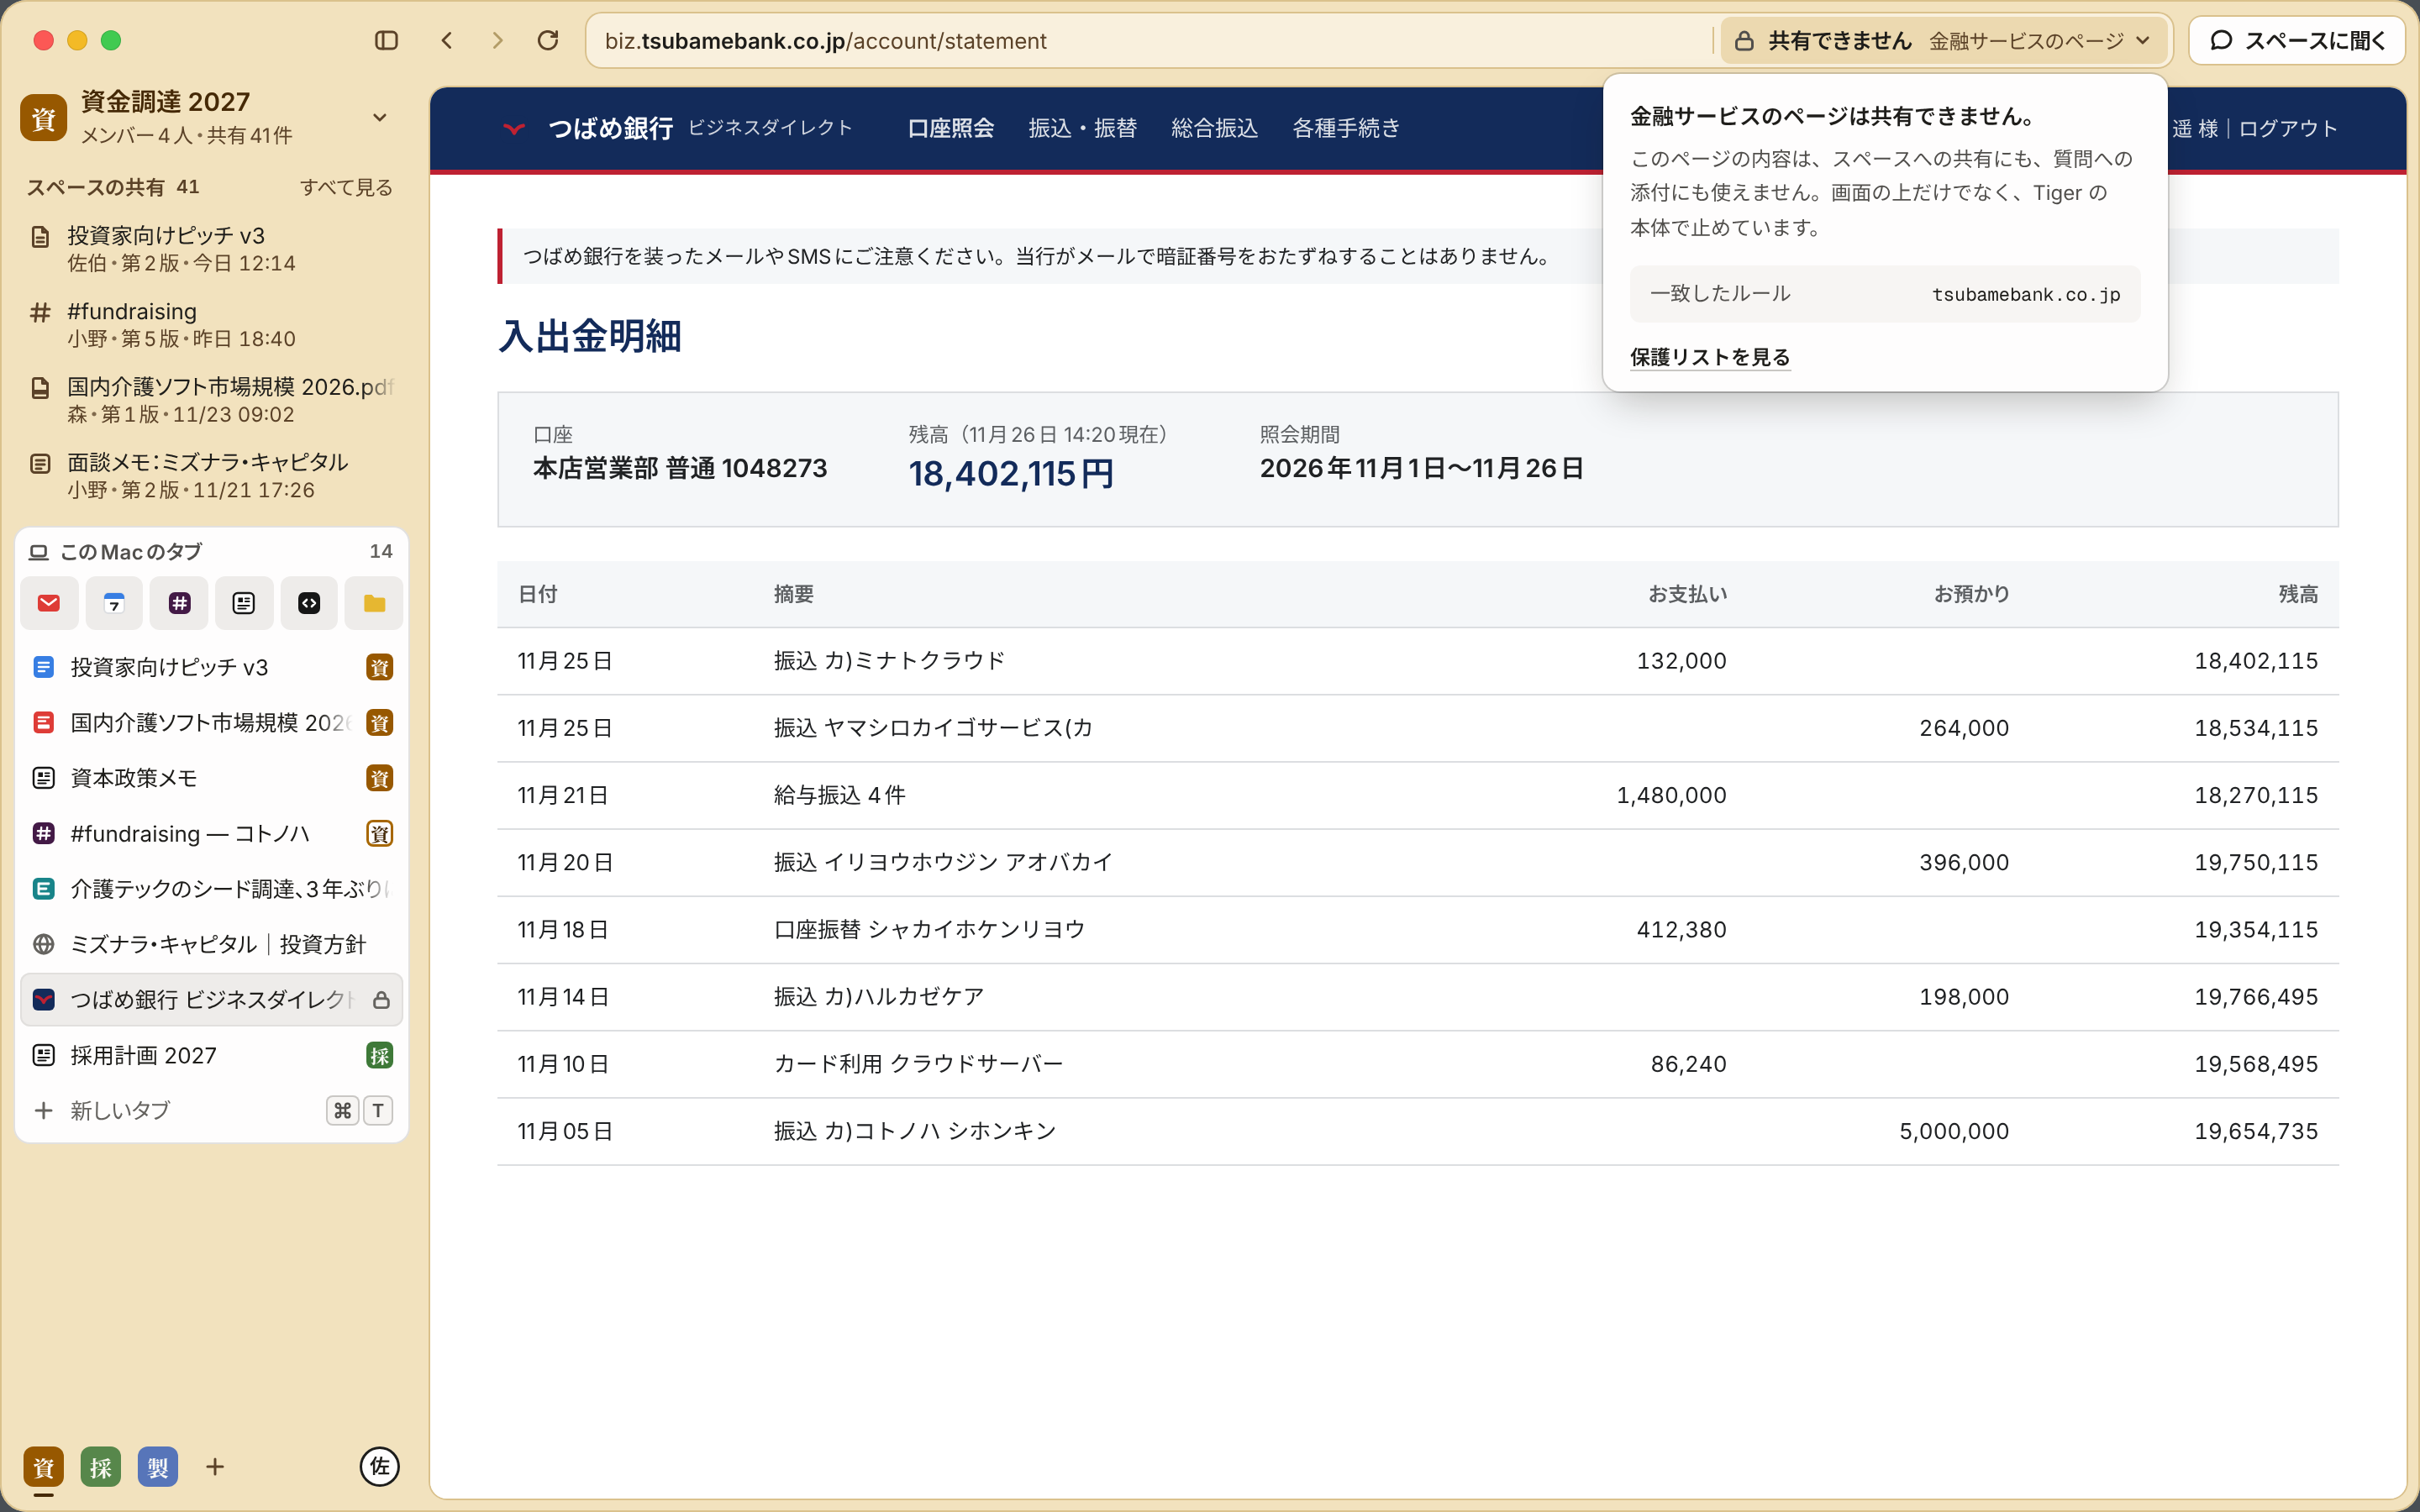 biz.tsubamebank.co.jp/account/statement
共有できません 金融サービスのページ
スペースに聞く
資
資金調達 2027
メンバー4人・共有41件
スペースの共有 41
すべて見る
投資家向けピッチ v3
佐伯・第2版・今日 12:14
#fundraising
小野・第5版・昨日 18:40
国内介護ソフト市場規模 2026.pdf
森・第1版・11/23 09:02
面談メモ：ミズナラ・キャピタル
小野・第2版・11/21 17:26
このMacのタブ
14
7
投資家向けピッチ v3
資
国内介護ソフト市場規模 2026
資
資本政策メモ
資
#fundraising — コトノハ
資
介護テックのシード調達、3年ぶりに
ミズナラ・キャピタル｜投資方針
つばめ銀行 ビジネスダイレクト
採用計画 2027
採
新しいタブ
⌘ T
資
採
製
佐
つばめ銀行 ビジネスダイレクト
口座照会
振込・振替
総合振込
各種手続き
遥 様｜ログアウト
金融サービスのページは共有できません。
このページの内容は、スペースへの共有にも、質問への
添付にも使えません。画面の上だけでなく、Tiger の
本体で止めています。
一致したルール
tsubamebank.co.jp
保護リストを見る
つばめ銀行を装ったメールやSMSにご注意ください。当行がメールで暗証番号をおたずねすることはありません。
入出金明細
口座
本店営業部 普通 1048273
残高（11月26日 14:20現在）
18,402,115円
照会期間
2026年11月1日〜11月26日
日付 摘要 お支払い お預かり 残高
11月25日 振込 カ)ミナトクラウド 132,000 18,402,115
11月25日 振込 ヤマシロカイゴサービス(カ 264,000 18,534,115
11月21日 給与振込 4件 1,480,000 18,270,115
11月20日 振込 イリヨウホウジン アオバカイ 396,000 19,750,115
11月18日 口座振替 シャカイホケンリヨウ 412,380 19,354,115
11月14日 振込 カ)ハルカゼケア 198,000 19,766,495
11月10日 カード利用 クラウドサーバー 86,240 19,568,495
11月05日 振込 カ)コトノハ シホンキン 5,000,000 19,654,735